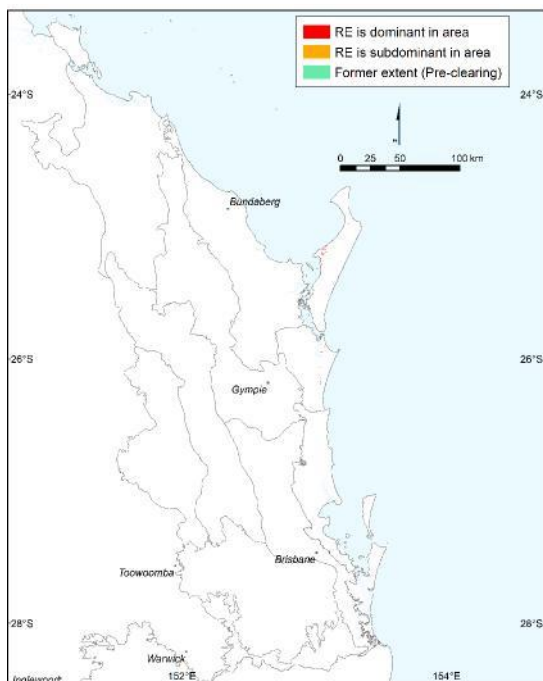 RE is dominant in area
RE is subdominant in area
Former extent (Pre-clearing)
24°S
24°S
0 25 50 100 km
Bundaberg
26°S
26°S
Gympie
Brisbane
Toowoomba
28°S
28°S
Warwick
152°E
154°E